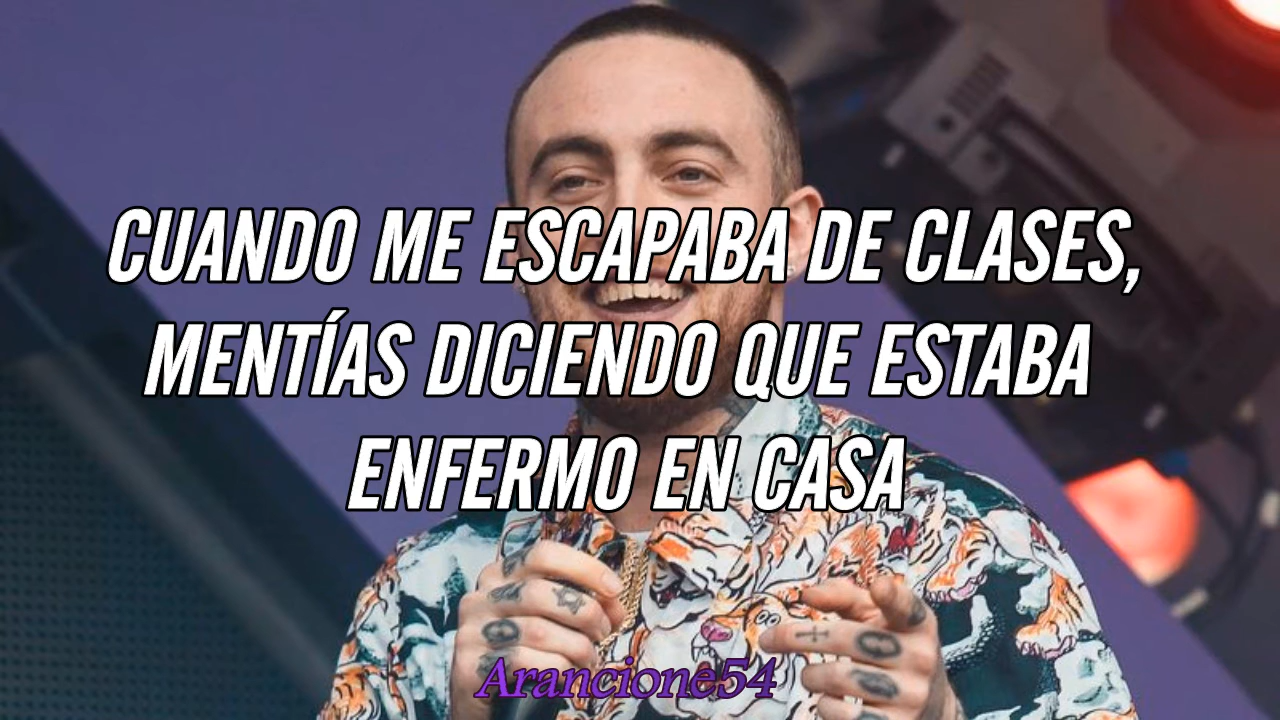 CUANDO ME ESCAPABA DE CLASES,
MENTÍAS DICIENDO QUE ESTABA
ENFERMO EN CASA
Arancione54